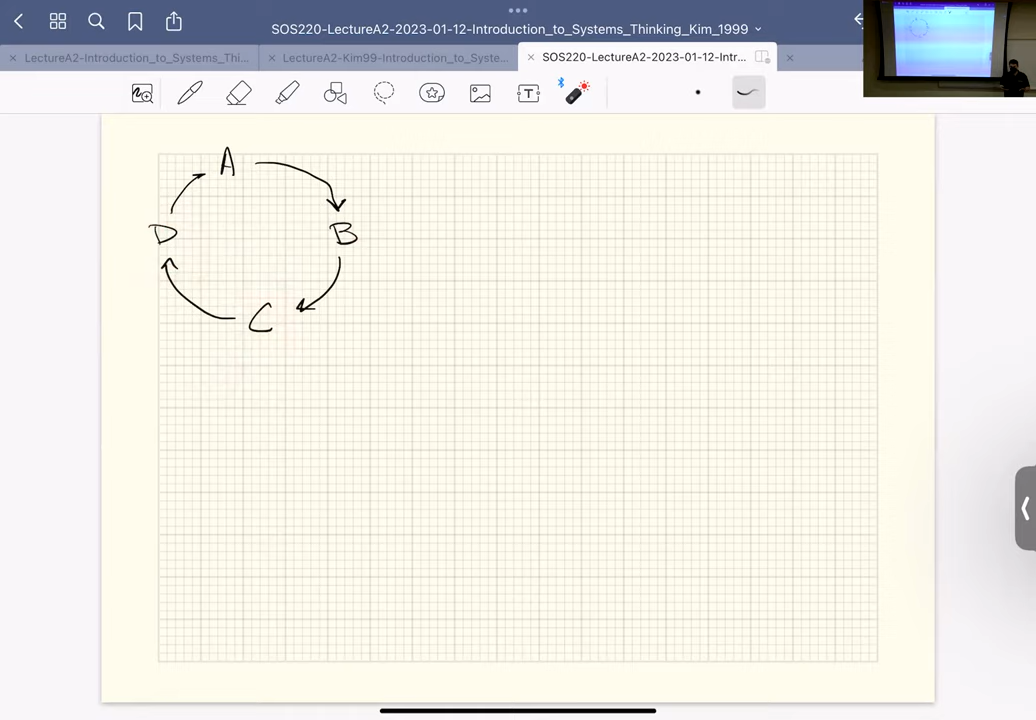 SOS220-LectureA2-2023-01-12-Introduction_to_Systems_Thinking_Kim_1999
LectureA2-Introduction_to_Systems_Thi...
LectureA2-Kim99-Introduction_to_Syste...
SOS220-LectureA2-2023-01-12-Intr...
T
A
D
B
C